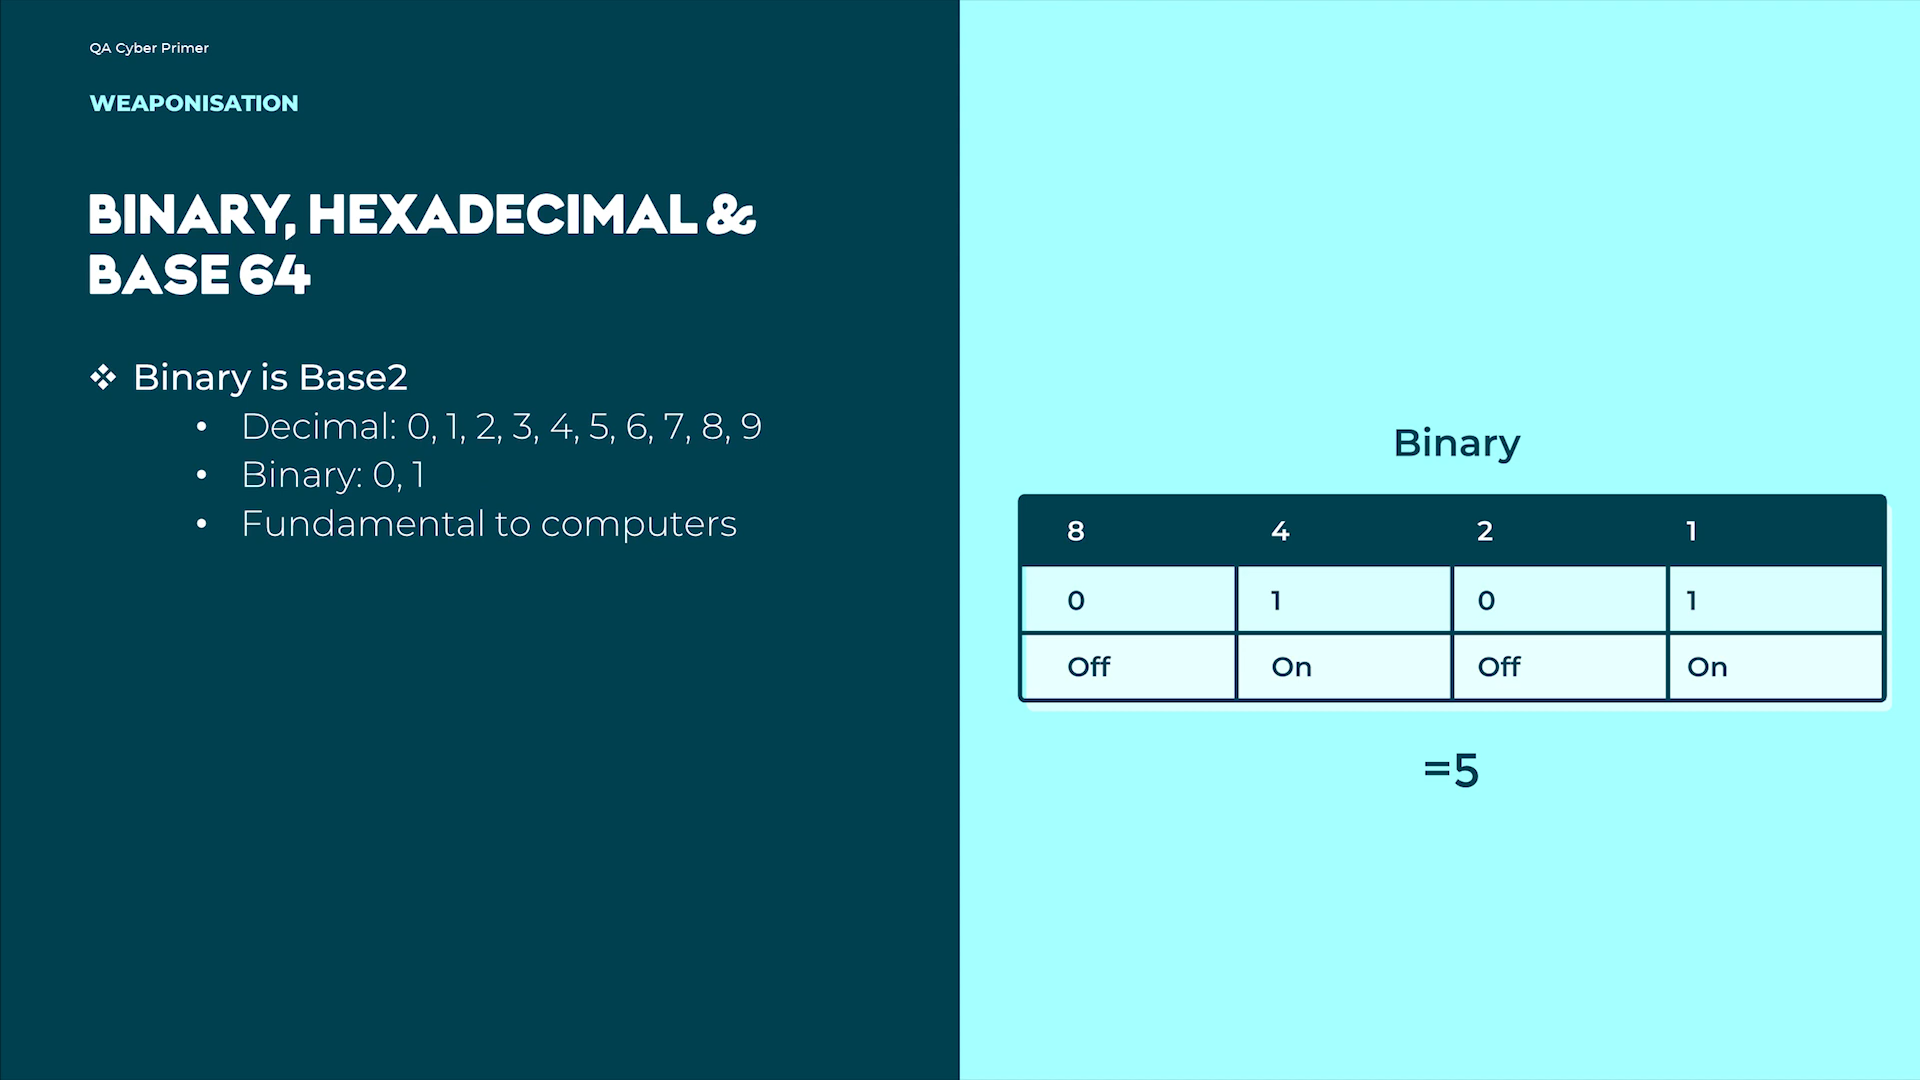 QA Cyber Primer
WEAPONISATION
BINARY, HEXADECIMAL &
BASE 64
❖ Binary is Base2
• Decimal: 0, 1, 2, 3, 4, 5, 6, 7, 8, 9
• Binary: 0, 1
• Fundamental to computers
Binary
8 4 2 1
0 1 0 1
Off On Off On
=5